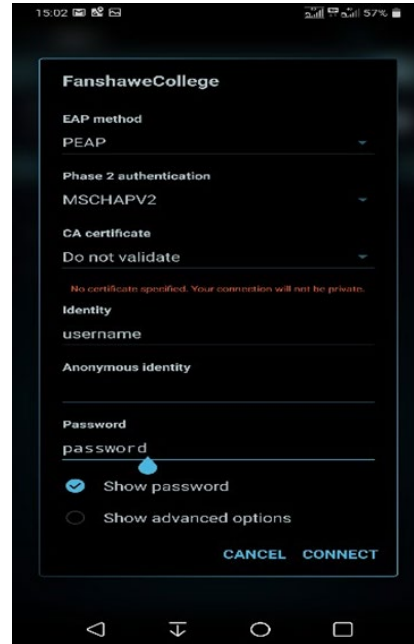 15:02 57%
FanshaweCollege
EAP method
PEAP
Phase 2 authentication
MSCHAPV2
CA certificate
Do not validate
No certificate specified. Your connection will not be private.
Identity
username
Anonymous identity
Password
password
Show password
Show advanced options
CANCEL CONNECT